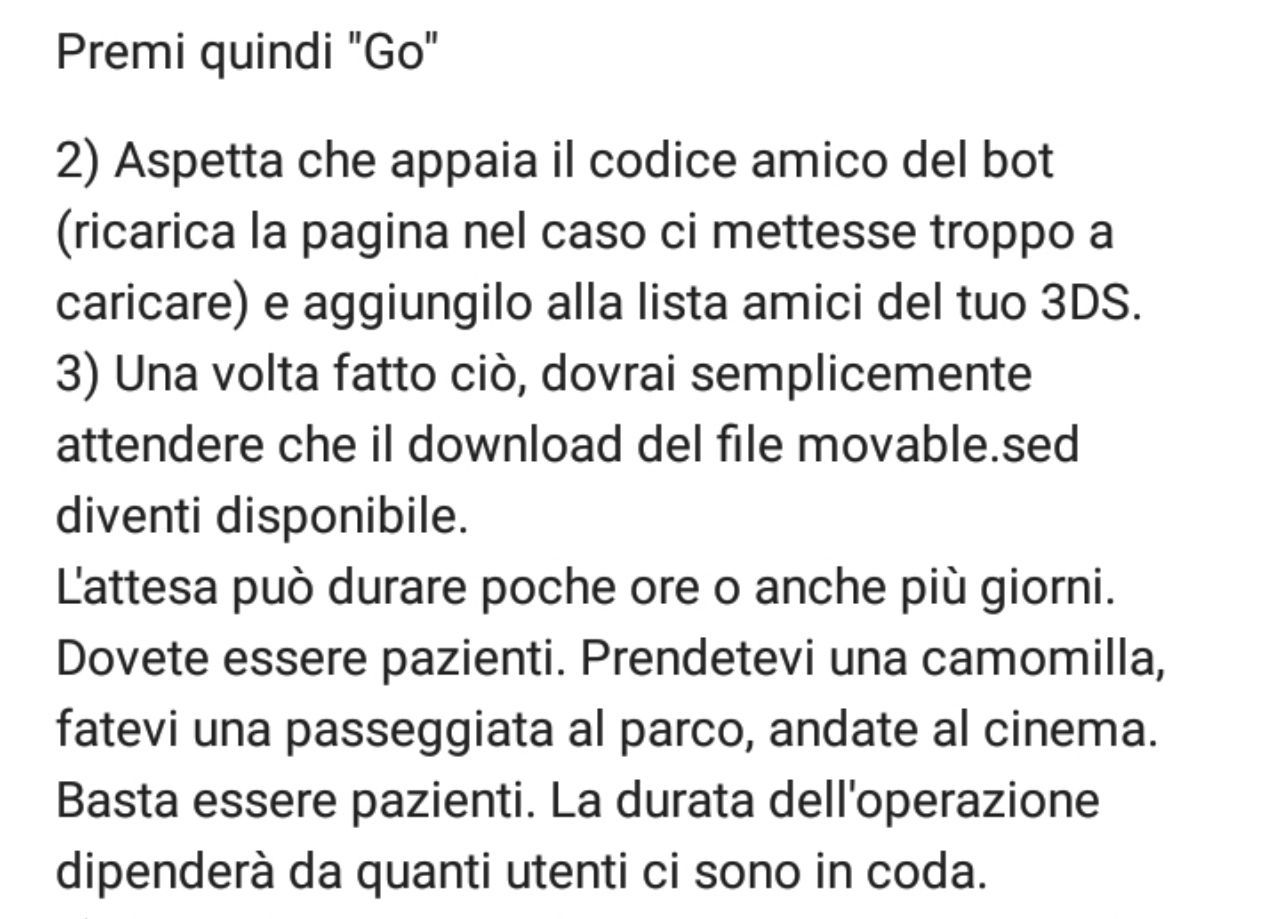 Premi quindi "Go"
2) Aspetta che appaia il codice amico del bot
(ricarica la pagina nel caso ci mettesse troppo a
caricare) e aggiungilo alla lista amici del tuo 3DS.
3) Una volta fatto ciò, dovrai semplicemente
attendere che il download del file movable.sed
diventi disponibile.
L'attesa può durare poche ore o anche più giorni.
Dovete essere pazienti. Prendetevi una camomilla,
fatevi una passeggiata al parco, andate al cinema.
Basta essere pazienti. La durata dell'operazione
dipenderà da quanti utenti ci sono in coda.